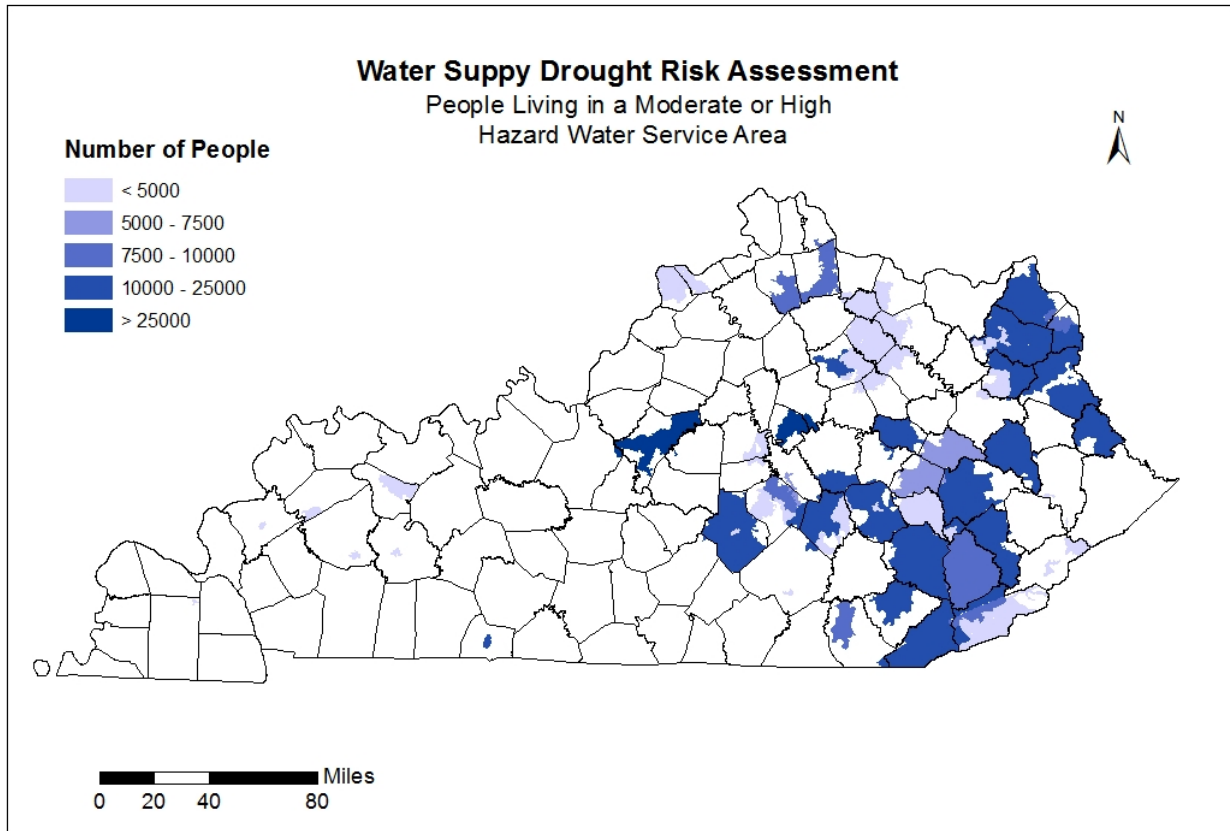 Water Suppy Drought Risk Assessment
People Living in a Moderate or High
Hazard Water Service Area
N
Number of People
< 5000
5000 - 7500
7500 - 10000
10000 - 25000
> 25000
Miles
0 20 40 80